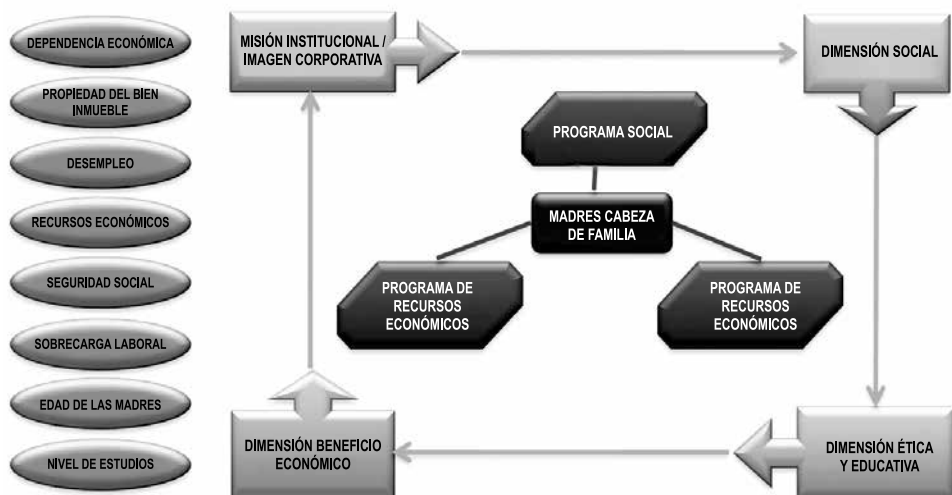 DEPENDENCIA ECONÓMICA
PROPIEDAD DEL BIEN
INMUEBLE
DESEMPLEO
RECURSOS ECONÓMICOS
SEGURIDAD SOCIAL
SOBRECARGA LABORAL
EDAD DE LAS MADRES
NIVEL DE ESTUDIOS
MISIÓN INSTITUCIONAL /
IMAGEN CORPORATIVA
DIMENSIÓN SOCIAL
PROGRAMA SOCIAL
MADRES CABEZA
DE FAMILIA
PROGRAMA DE
RECURSOS
ECONÓMICOS
PROGRAMA DE
RECURSOS
ECONÓMICOS
DIMENSIÓN BENEFICIO
ECONÓMICO
DIMENSIÓN ÉTICA
Y EDUCATIVA